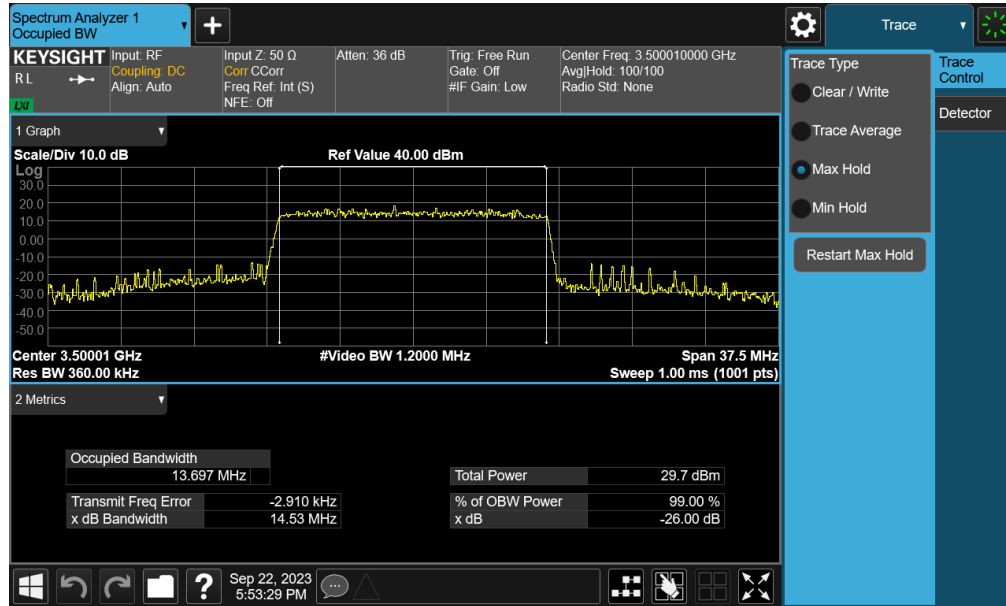 Spectrum Analyzer 1
Occupied BW
Trace
KEYSIGHT
RL
LXI
Input: RF
Coupling: DC
Align: Auto
Input Z: 50 Ω
Corr CCorr
Freq Ref: Int (S)
NFE: Off
Atten: 36 dB
Trig: Free Run
Gate: Off
#IF Gain: Low
Center Freq: 3.500010000 GHz
Avg|Hold: 100/100
Radio Std: None
Trace Type
Clear / Write
Trace Average
Max Hold
Min Hold
Restart Max Hold
Trace
Control
Detector
1 Graph
Scale/Div 10.0 dB
Ref Value 40.00 dBm
Log
30.0
20.0
10.0
0.00
-10.0
-20.0
-30.0
-40.0
-50.0
Center 3.50001 GHz
#Video BW 1.2000 MHz
Span 37.5 MHz
Res BW 360.00 kHz
Sweep 1.00 ms (1001 pts)
2 Metrics
Occupied Bandwidth
13.697 MHz
Total Power 29.7 dBm
Transmit Freq Error -2.910 kHz
% of OBW Power 99.00 %
x dB Bandwidth 14.53 MHz
x dB -26.00 dB
Sep 22, 2023
5:53:29 PM